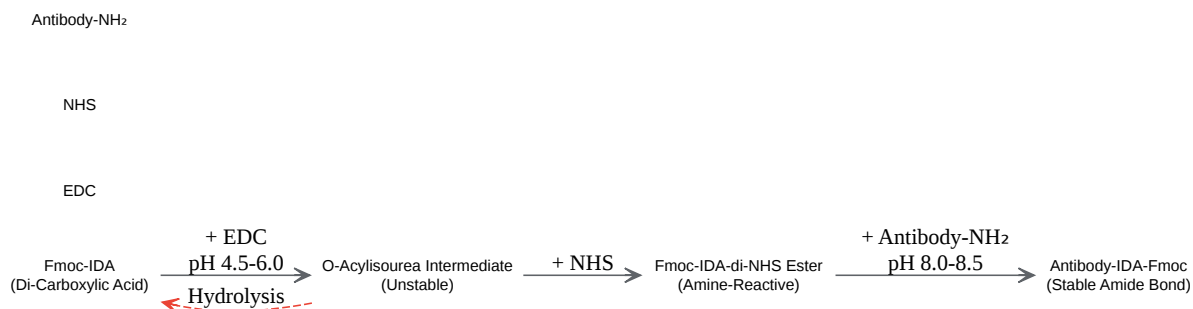 Antibody-NH₂
NHS
EDC
+ EDC
pH 4.5-6.0
Hydrolysis
Fmoc-IDA
(Di-Carboxylic Acid)
O-Acylisourea Intermediate
(Unstable)
+ NHS
Fmoc-IDA-di-NHS Ester
(Amine-Reactive)
+ Antibody-NH₂
pH 8.0-8.5
Antibody-IDA-Fmoc
(Stable Amide Bond)